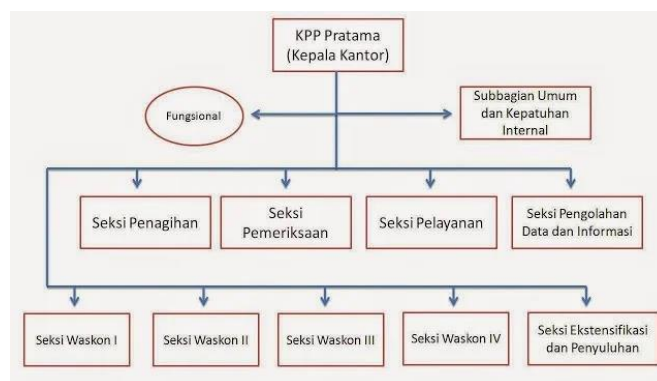 KPP Pratama
(Kepala Kantor)
Fungsional
Subbagian Umum
dan Kepatuhan
Internal
Seksi Penagihan
Seksi
Pemeriksaan
Seksi Pelayanan
Seksi Pengolahan
Data dan Informasi
Seksi Waskon I
Seksi Waskon II
Seksi Waskon III
Seksi Waskon IV
Seksi Ekstensifikasi
dan Penyuluhan